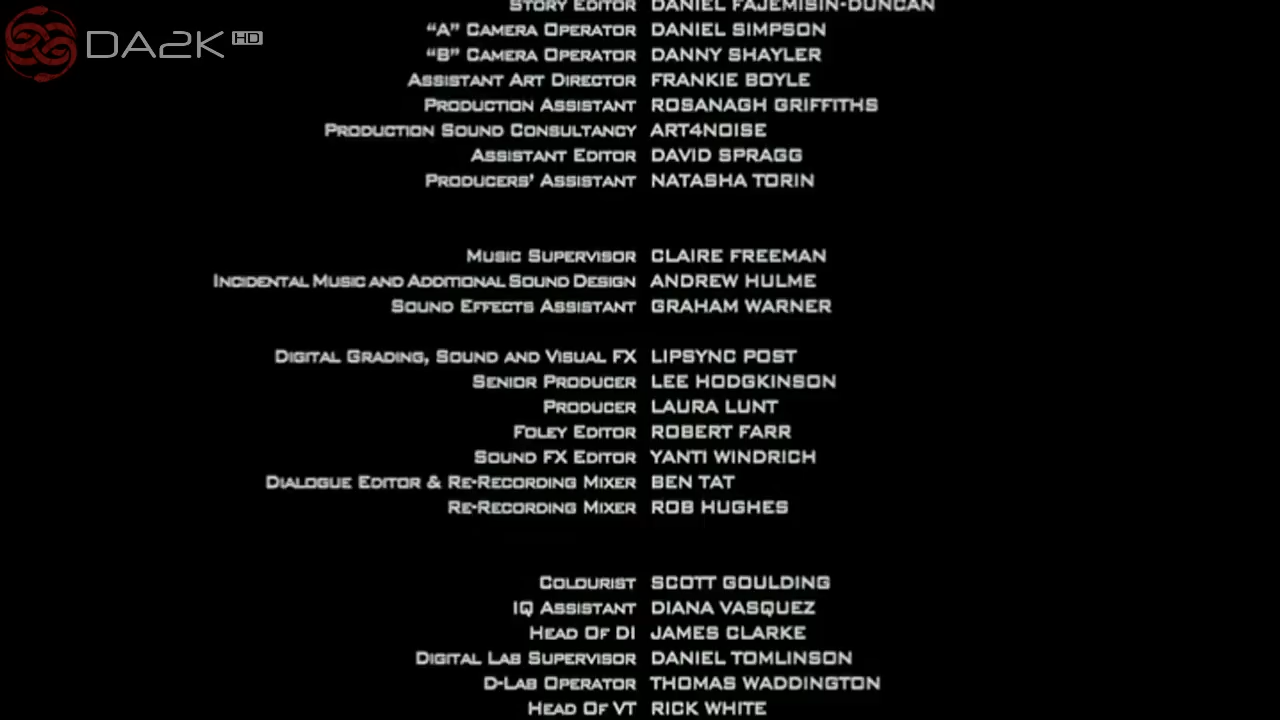 DA2K HD
STORY EDITOR DANIEL FAJEMISIN-DUNCAN
“A” CAMERA OPERATOR DANIEL SIMPSON
“B” CAMERA OPERATOR DANNY SHAYLER
ASSISTANT ART DIRECTOR FRANKIE BOYLE
PRODUCTION ASSISTANT ROSANAGH GRIFFITHS
PRODUCTION SOUND CONSULTANCY ART4NOISE
ASSISTANT EDITOR DAVID SPRAGG
PRODUCERS’ ASSISTANT NATASHA TORIN
MUSIC SUPERVISOR CLAIRE FREEMAN
INCIDENTAL MUSIC AND ADDITIONAL SOUND DESIGN ANDREW HULME
SOUND EFFECTS ASSISTANT GRAHAM WARNER
DIGITAL GRADING, SOUND AND VISUAL FX LIPSYNC POST
SENIOR PRODUCER LEE HODGKINSON
PRODUCER LAURA LUNT
FOLEY EDITOR ROBERT FARR
SOUND FX EDITOR YANTI WINDRICH
DIALOGUE EDITOR & RE-RECORDING MIXER BEN TAT
RE-RECORDING MIXER ROB HUGHES
COLOURIST SCOTT GOULDING
IQ ASSISTANT DIANA VASQUEZ
HEAD OF DI JAMES CLARKE
DIGITAL LAB SUPERVISOR DANIEL TOMLINSON
D-LAB OPERATOR THOMAS WADDINGTON
HEAD OF VT RICK WHITE